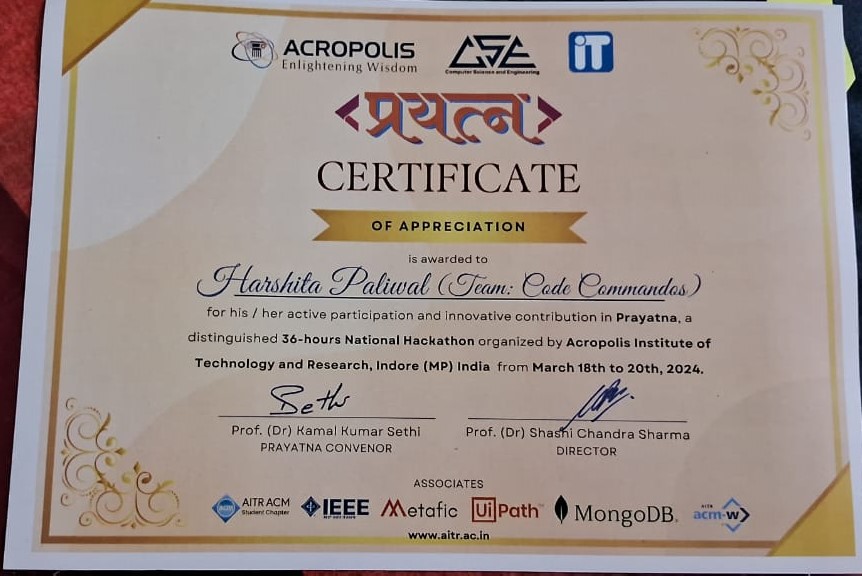 ACROPOLIS
Enlightening Wisdom
CSE
Computer Science and Engineering
iT
<प्रयत्न>
CERTIFICATE
OF APPRECIATION
is awarded to
Harshita Paliwal (Team: Code Commandos)
for his / her active participation and innovative contribution in Prayatna, a
distinguished 36-hours National Hackathon organized by Acropolis Institute of
Technology and Research, Indore (MP) India from March 18th to 20th, 2024.
Sethi
Prof. (Dr) Kamal Kumar Sethi
PRAYATNA CONVENOR
Prof. (Dr) Shashi Chandra Sharma
DIRECTOR
ASSOCIATES
acm
AITR ACM
Student Chapter
IEEE
Metafic
UiPath
MongoDB.
acm-w
www.aitr.ac.in